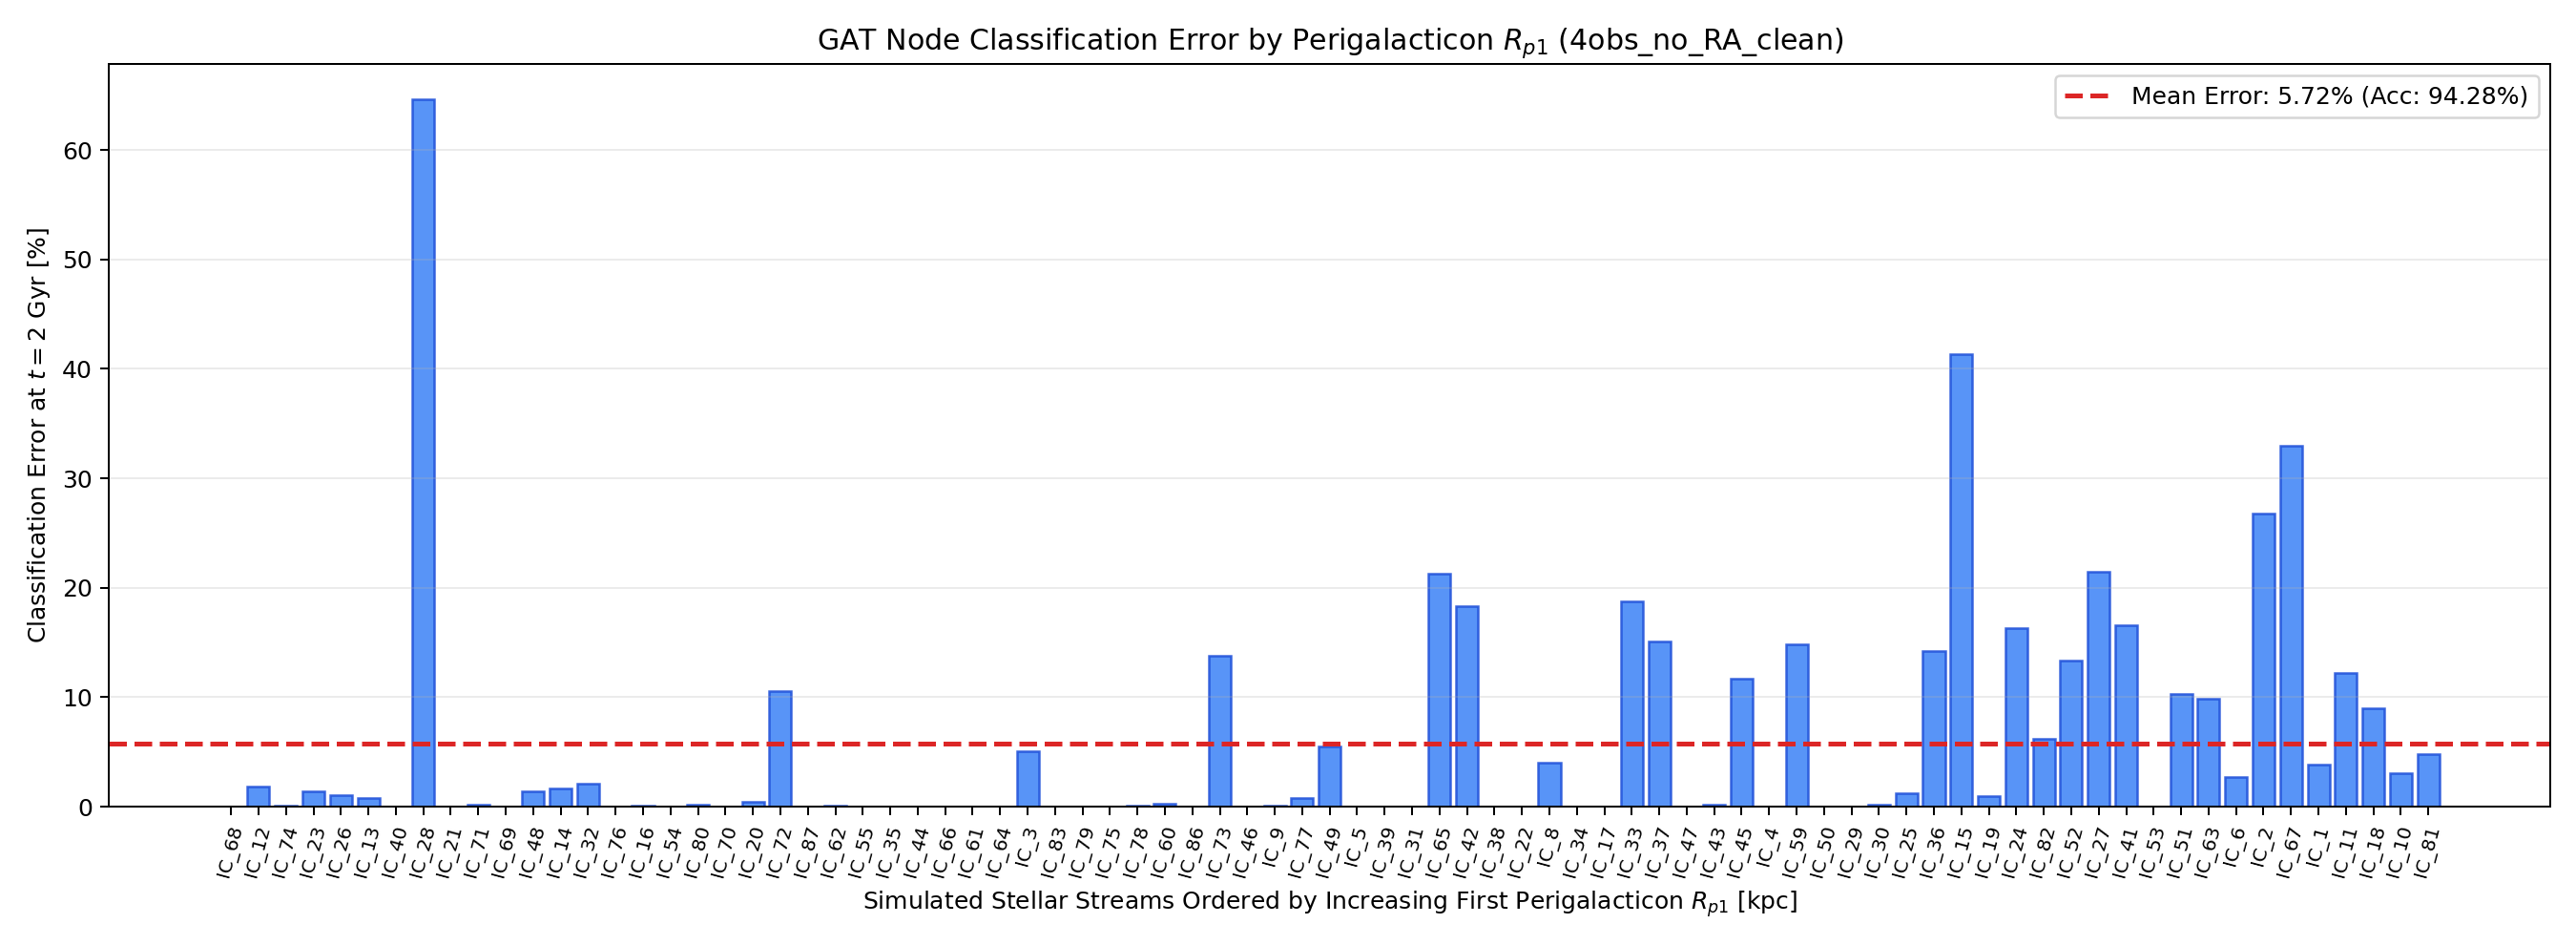 GAT Node Classification Error by Perigalacticon $R_{p1}$ (4obs_no_RA_clean)
Mean Error: 5.72% (Acc: 94.28%)
Classification Error at $t = 2$ Gyr [%]
60
50
40
30
20
10
0
IC_68 IC_12 IC_74 IC_23 IC_26 IC_13 IC_40 IC_28 IC_21 IC_71 IC_69 IC_48 IC_14 IC_32 IC_76 IC_16 IC_54 IC_80 IC_70 IC_20 IC_72 IC_87 IC_62 IC_55 IC_35 IC_44 IC_66 IC_61 IC_64 IC_3 IC_83 IC_79 IC_75 IC_78 IC_60 IC_86 IC_73 IC_46 IC_9 IC_77 IC_49 IC_5 IC_39 IC_31 IC_65 IC_42 IC_38 IC_22 IC_8 IC_34 IC_17 IC_33 IC_37 IC_47 IC_43 IC_45 IC_4 IC_59 IC_50 IC_29 IC_30 IC_25 IC_36 IC_15 IC_19 IC_24 IC_82 IC_52 IC_27 IC_41 IC_53 IC_51 IC_63 IC_6 IC_2 IC_67 IC_1 IC_11 IC_18 IC_10 IC_81
Simulated Stellar Streams Ordered by Increasing First Perigalacticon $R_{p1}$ [kpc]